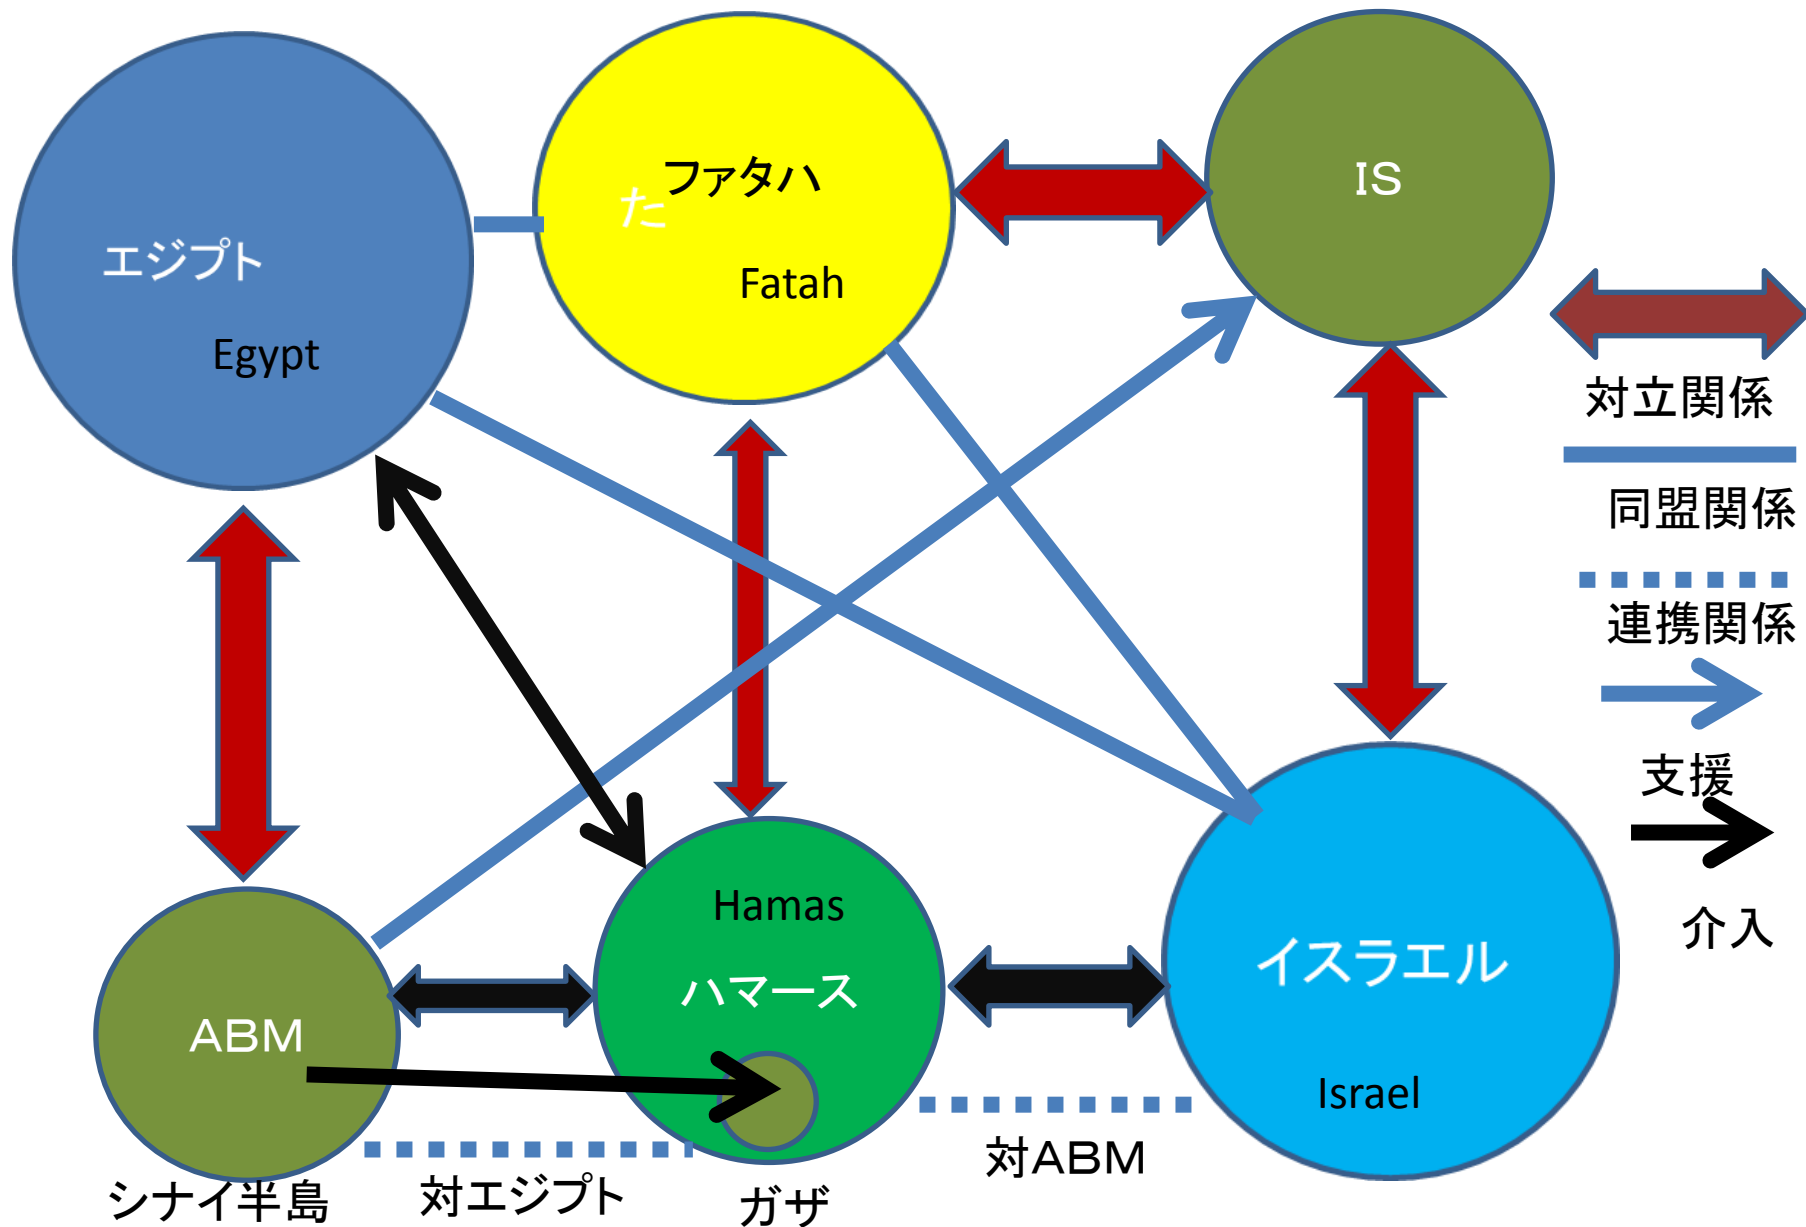 エジプト
Egypt
ファタハ
た
Fatah
IS
対立関係
同盟関係
連携関係
支援
介入
ABM
シナイ半島
対エジプト
Hamas
ハマース
ガザ
対ABM
イスラエル
Israel